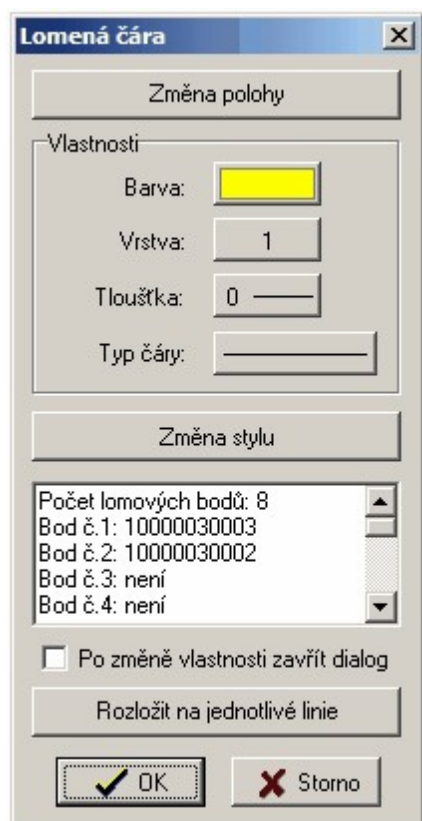 Lomená čára
Změna polohy
Vlastnosti
Barva:
Vrstva: 1
Tloušťka: 0
Typ čáry:
Změna stylu
Počet lomových bodů: 8
Bod č.1: 10000030003
Bod č.2: 10000030002
Bod č.3: není
Bod č.4: není
Po změně vlastnosti zavřít dialog
Rozložit na jednotlivé linie
OK Storno